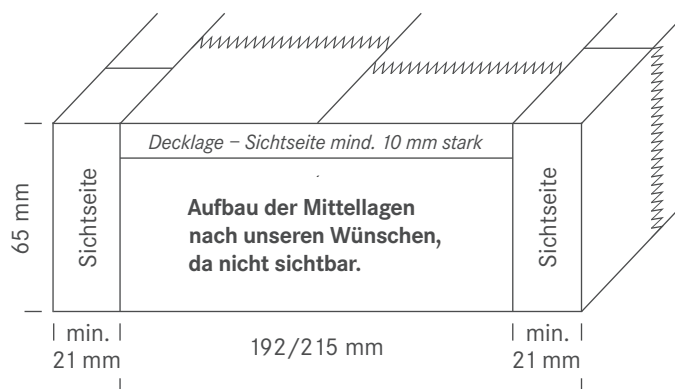 Decklage – Sichtseite mind. 10 mm stark
65 mm
Sichtseite
Aufbau der Mittellagen
nach unseren Wünschen,
da nicht sichtbar.
Sichtseite
min.
21 mm
192/215 mm
min.
21 mm